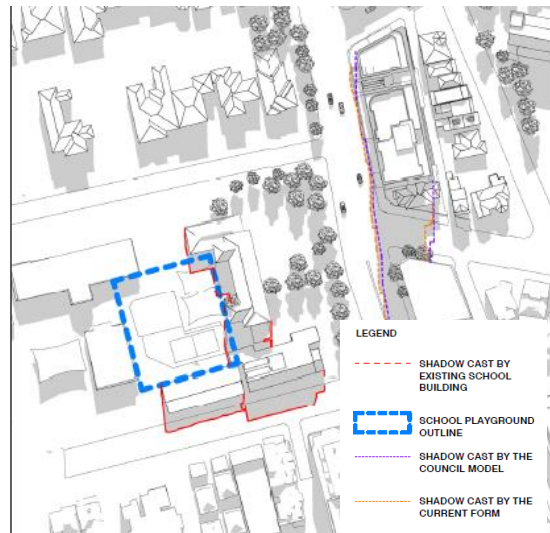 LEGEND
SHADOW CAST BY
EXISTING SCHOOL
BUILDING
SCHOOL PLAYGROUND
OUTLINE
SHADOW CAST BY THE
COUNCIL MODEL
SHADOW CAST BY THE
CURRENT FORM